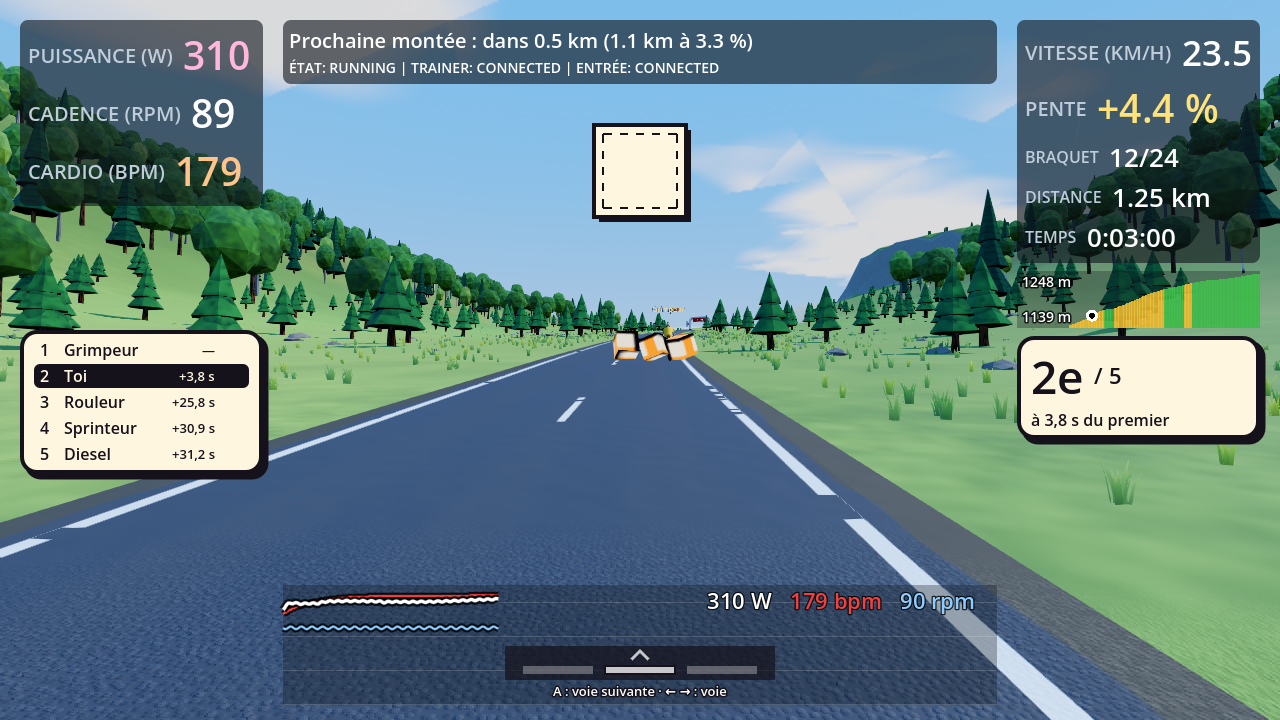 PUISSANCE (W) 310
CADENCE (RPM) 89
CARDIO (BPM) 179
Prochaine montée : dans 0.5 km (1.1 km à 3.3 %)
ÉTAT: RUNNING | TRAINER: CONNECTED | ENTRÉE: CONNECTED
VITESSE (KM/H) 23.5
PENTE +4.4 %
BRAQUET 12/24
DISTANCE 1.25 km
TEMPS 0:03:00
1248 m
1139 m
1 Grimpeur —
2 Toi +3,8 s
3 Rouleur +25,8 s
4 Sprinteur +30,9 s
5 Diesel +31,2 s
2e / 5
à 3,8 s du premier
310 W 179 bpm 90 rpm
A : voie suivante · ← → : voie